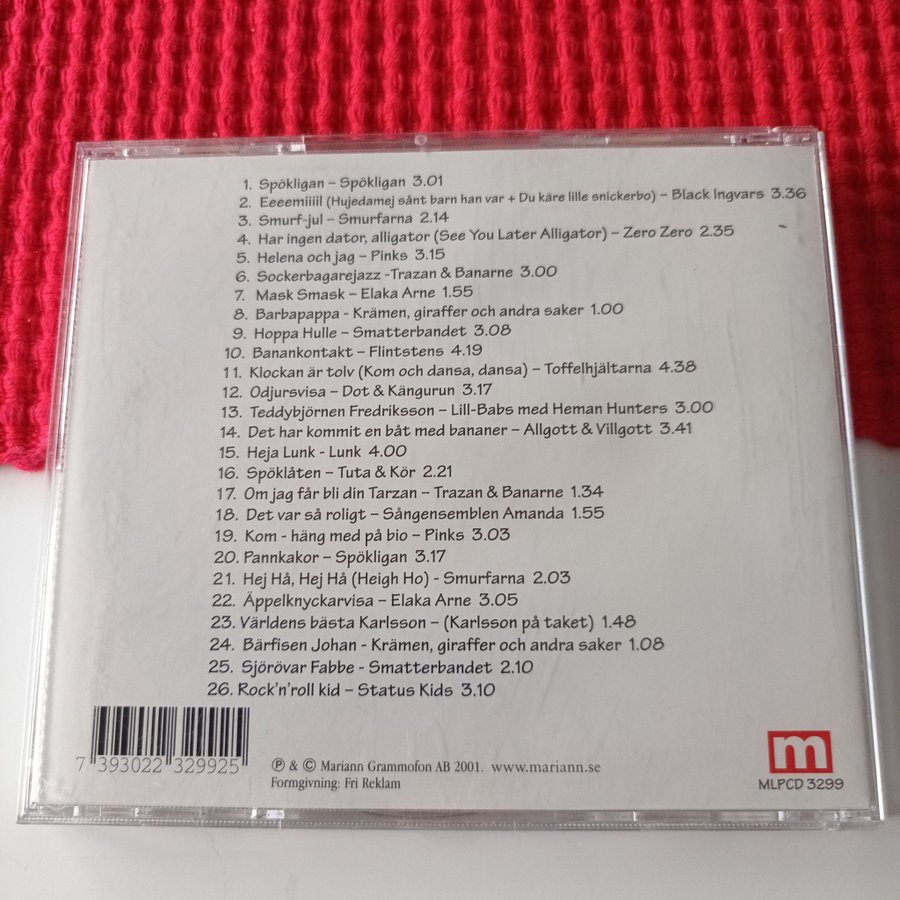 1. Spökligan – Spökligan 3.01
2. Eeeemiiiil (Hujedamej sånt barn han var + Du käre lille snickerbo) – Black Ingvars 3.36
3. Smurf-jul – Smurfarna 2.14
4. Har ingen dator, alligator (See You Later Alligator) – Zero Zero 2.35
5. Helena och jag – Pinks 3.15
6. Sockerbagarejazz -Trazan & Banarne 3.00
7. Mask Smask – Elaka Arne 1.55
8. Barbapappa - Krämen, giraffer och andra saker 1.00
9. Hoppa Hulle – Smatterbandet 3.08
10. Banankontakt – Flintstens 4.19
11. Klockan är tolv (Kom och dansa, dansa) – Toffelhjältarna 4.38
12. Odjursvisa – Dot & Kängurun 3.17
13. Teddybjörnen Fredriksson – Lill-Babs med Heman Hunters 3.00
14. Det har kommit en båt med bananer – Allgott & Villgott 3.41
15. Heja Lunk - Lunk 4.00
16. Spöklåten – Tuta & Kör 2.21
17. Om jag får bli din Tarzan – Trazan & Banarne 1.34
18. Det var så roligt – Sångensemblen Amanda 1.55
19. Kom - häng med på bio – Pinks 3.03
20. Pannkakor – Spökligan 3.17
21. Hej Hå, Hej Hå (Heigh Ho) - Smurfarna 2.03
22. Äppelknyckarvisa – Elaka Arne 3.05
23. Världens bästa Karlsson – (Karlsson på taket) 1.48
24. Bärfisen Johan - Krämen, giraffer och andra saker 1.08
25. Sjörövar Fabbe - Smatterbandet 2.10
26. Rock'n'roll kid – Status Kids 3.10
7 393022 329925
℗ & © Mariann Grammofon AB 2001. www.mariann.se
Formgivning: Fri Reklam
m
MLPCD 3299